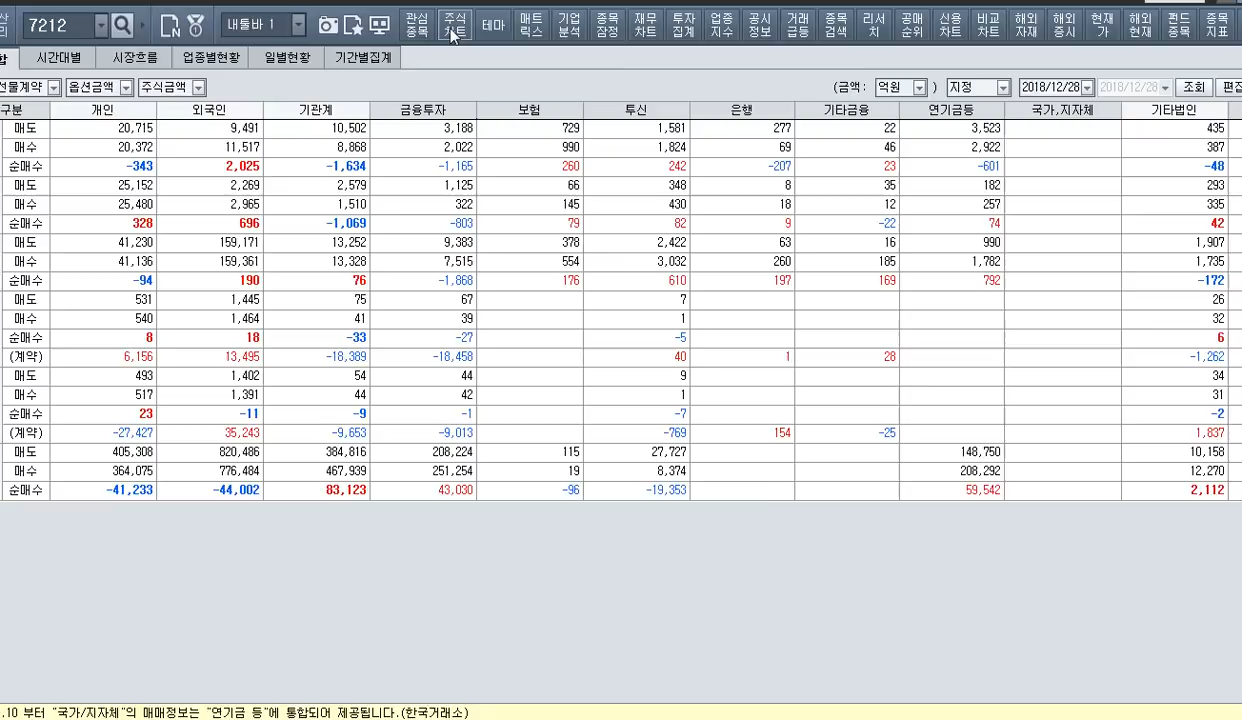 7212 내툴바 1 관심종목 주식차트 테마 매트릭스 기업분석 종목잠정 재무차트 투자집계 업종지수 공시정보 거래급등 종목검색 리서치 공매순위 신용차트 비교차트 해외자재 해외증시 현재가 해외현재 펀드종목 종목지표
시간대별 시장흐름 업종별현황 일별현황 기간별집계
선물계약 옵션금액 주식금액 (금액: 억원 ) 지정 2018/12/28 2018/12/28 조회 편집
구분 개인 외국인 기관계 금융투자 보험 투신 은행 기타금융 연기금등 국가,지자체 기타법인
매도 20,715 9,491 10,502 3,188 729 1,581 277 22 3,523 435
매수 20,372 11,517 8,868 2,022 990 1,824 69 46 2,922 387
순매수 -343 2,025 -1,634 -1,165 260 242 -207 23 -601 -48
매도 25,152 2,269 2,579 1,125 66 348 8 35 182 293
매수 25,480 2,965 1,510 322 145 430 18 12 257 335
순매수 328 696 -1,069 -803 79 82 9 -22 74 42
매도 41,230 159,171 13,252 9,383 378 2,422 63 16 990 1,907
매수 41,136 159,361 13,328 7,515 554 3,032 260 185 1,782 1,735
순매수 -94 190 76 -1,868 176 610 197 169 792 -172
매도 531 1,445 75 67 7 26
매수 540 1,464 41 39 1 32
순매수 8 18 -33 -27 -5 6
(계약) 6,156 13,495 -18,389 -18,458 40 1 28 -1,262
매도 493 1,402 54 44 9 34
매수 517 1,391 44 42 1 31
순매수 23 -11 -9 -1 -7 -2
(계약) -27,427 35,243 -9,653 -9,013 -769 154 -25 1,837
매도 405,308 820,486 384,816 208,224 115 27,727 148,750 10,158
매수 364,075 776,484 467,939 251,254 19 8,374 208,292 12,270
순매수 -41,233 -44,002 83,123 43,030 -96 -19,353 59,542 2,112
.10 부터 "국가/지자체"의 매매정보는 "연기금 등"에 통합되어 제공됩니다.(한국거래소)